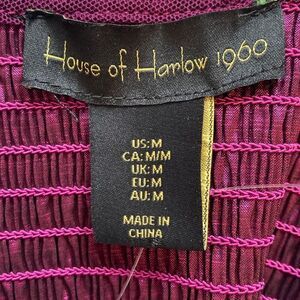 House of Harlow 1960
US: M
CA: M/M
UK: M
EU: M
AU: M
MADE IN
CHINA